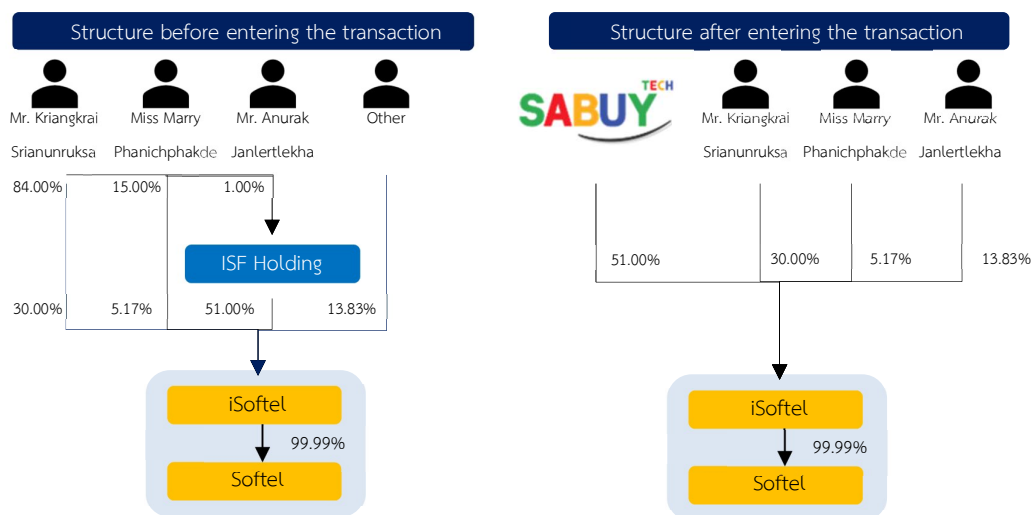 Structure before entering the transaction
Mr. Kriangkrai Srianunruksa
Miss Marry Phanichphakde
Mr. Anurak Janlertlekha
Other
84.00% 15.00% 1.00%
ISF Holding
30.00% 5.17% 51.00% 13.83%
iSoftel
99.99%
Softel
Structure after entering the transaction
SABUY TECH
Mr. Kriangkrai Srianunruksa
Miss Marry Phanichphakde
Mr. Anurak Janlertlekha
51.00% 30.00% 5.17% 13.83%
iSoftel
99.99%
Softel